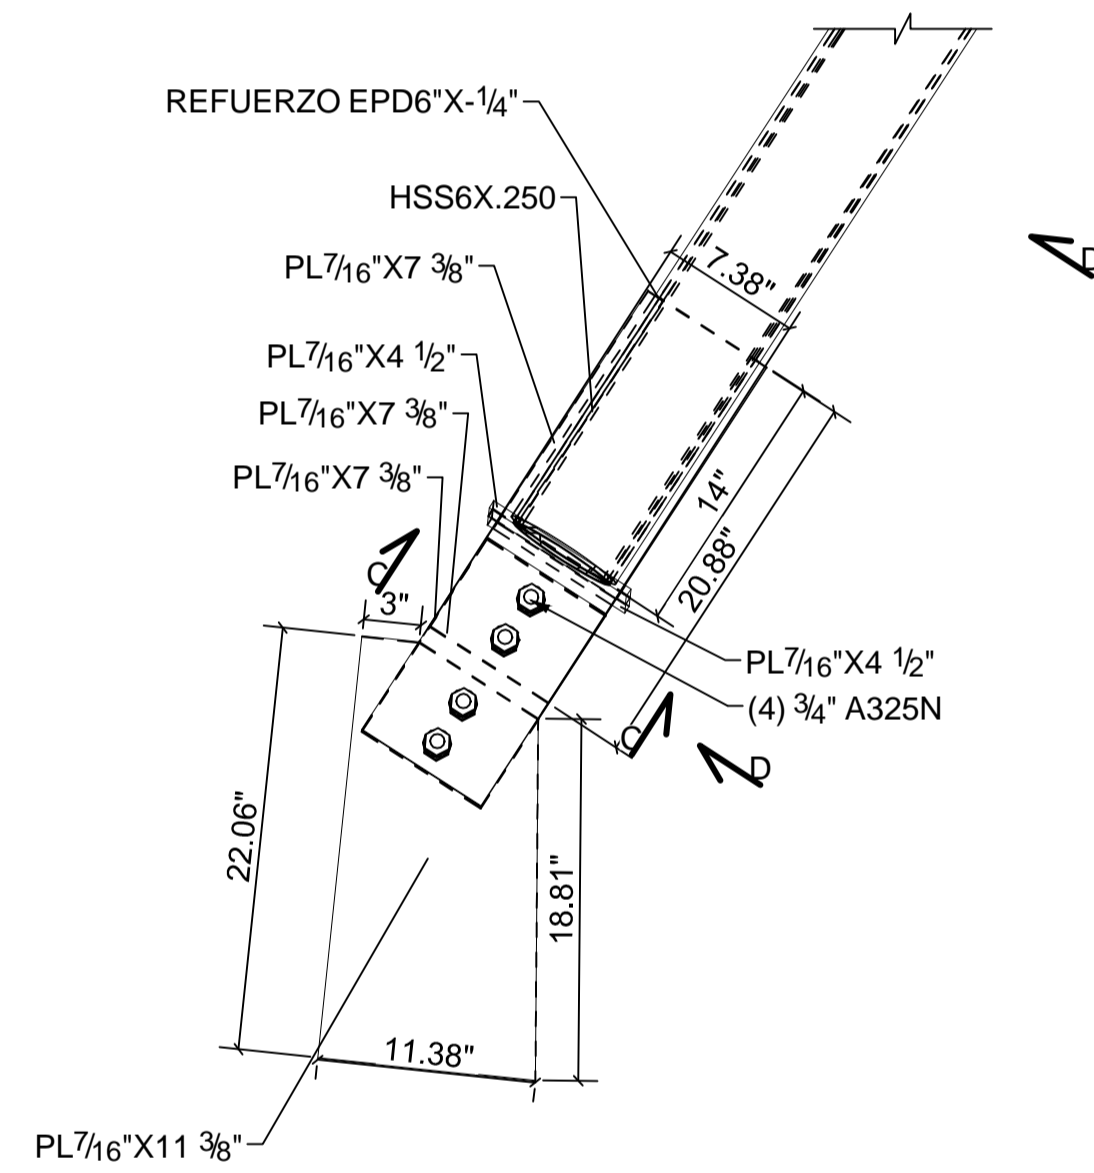 REFUERZO EPD6"X-1/4"
HSS6X.250
PL7/16"X7 3/8"
7.38"
D
PL7/16"X4 1/2"
PL7/16"X7 3/8"
PL7/16"X7 3/8"
14"
20.88"
C
3"
PL7/16"X4 1/2"
(4) 3/4" A325N
C
D
22.06"
18.81"
11.38"
PL7/16"X11 3/8"